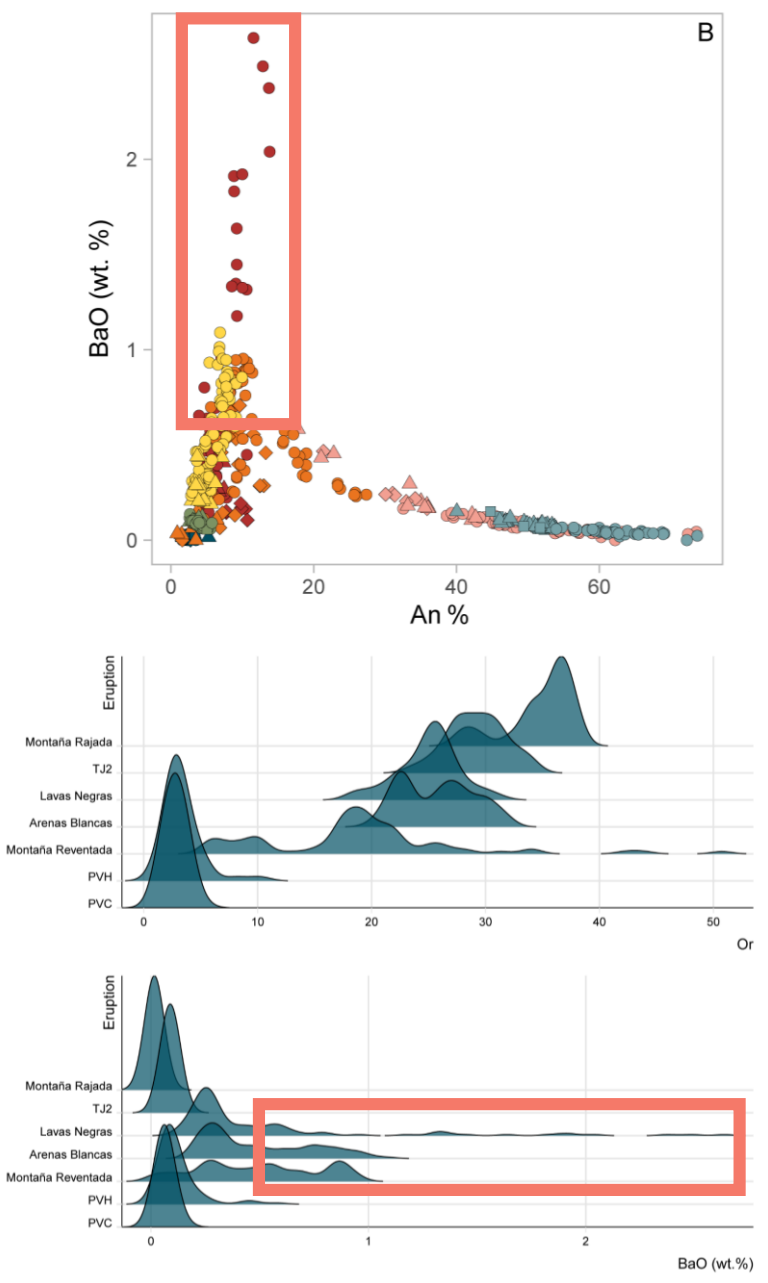 B
2
1
0
BaO (wt. %)
0 20 40 60
An %
Eruption
Montaña Rajada
TJ2
Lavas Negras
Arenas Blancas
Montaña Reventada
PVH
PVC
0 10 20 30 40 50
Or
Eruption
Montaña Rajada
TJ2
Lavas Negras
Arenas Blancas
Montaña Reventada
PVH
PVC
0 1 2
BaO (wt.%)